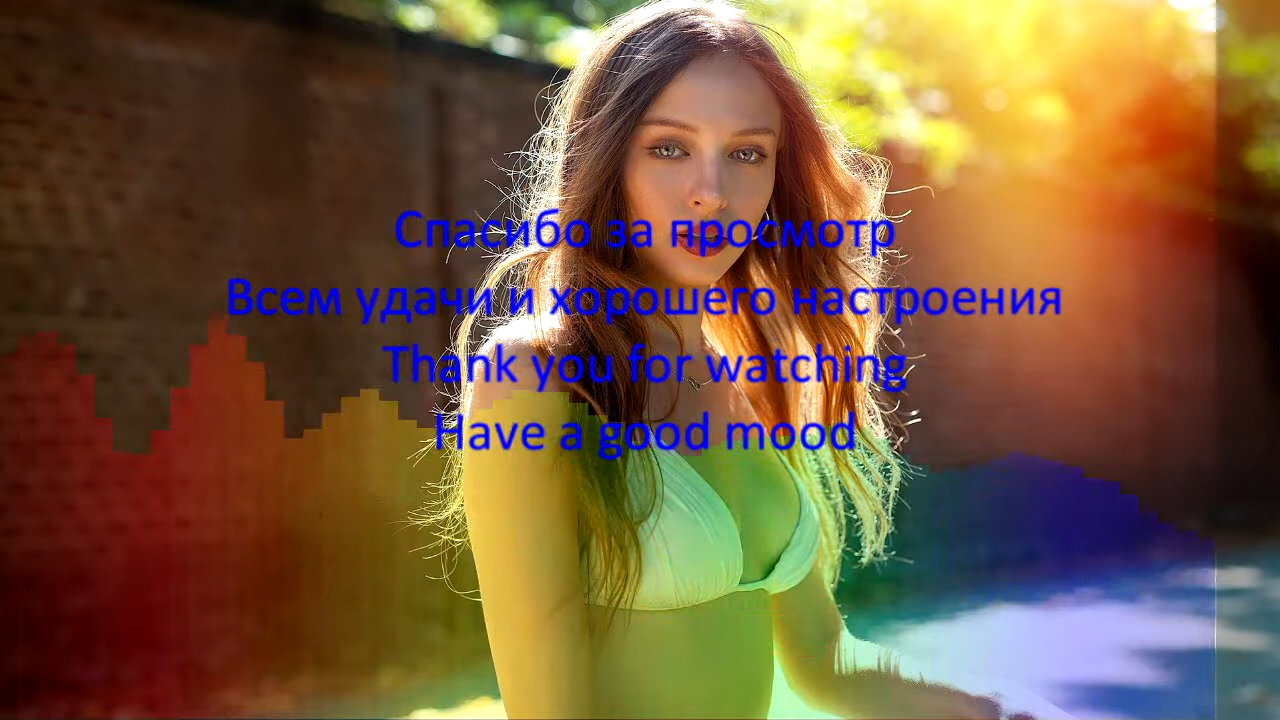 Спасибо за просмотр
Всем удачи и хорошего настроения
Thank you for watching
Have a good mood